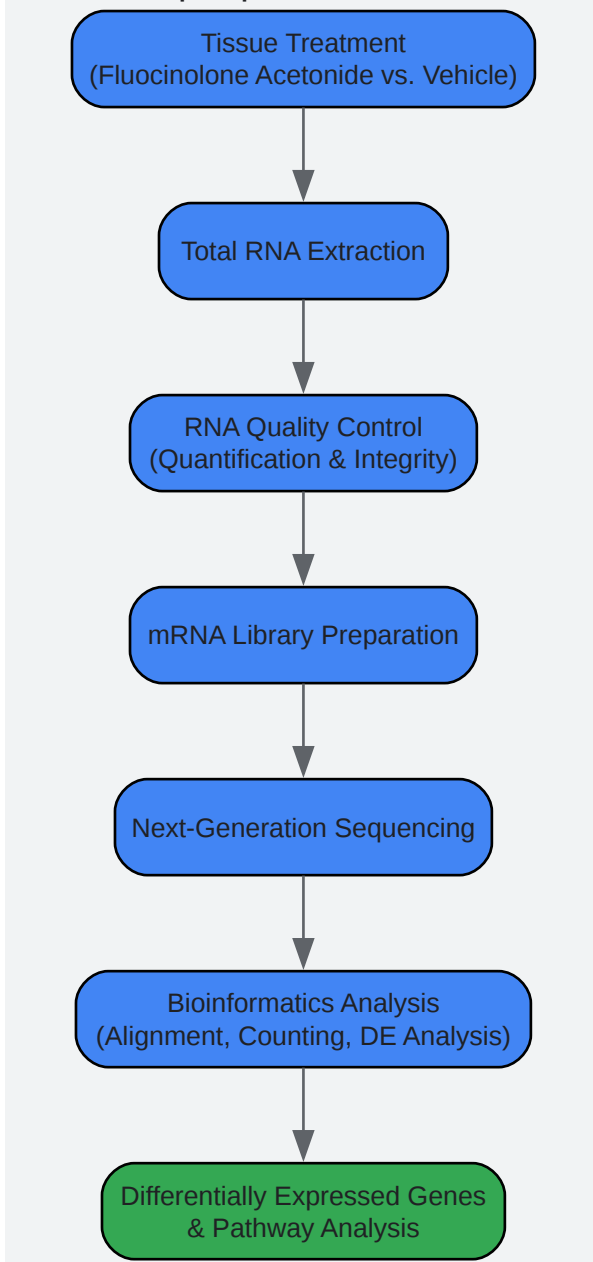 Tissue Treatment
(Fluocinolone Acetonide vs. Vehicle)
Total RNA Extraction
RNA Quality Control
(Quantification & Integrity)
mRNA Library Preparation
Next-Generation Sequencing
Bioinformatics Analysis
(Alignment, Counting, DE Analysis)
Differentially Expressed Genes
& Pathway Analysis